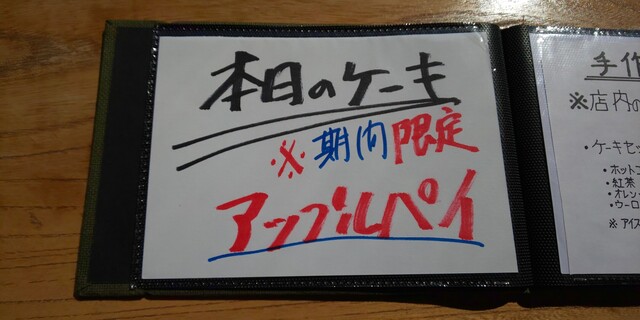 本日のケーキ
※期間限定
アップルパイ
手作
※店内の
・ケーキセッ
・ホットコ
・紅茶
・オレン
・ウーロ
※アイス